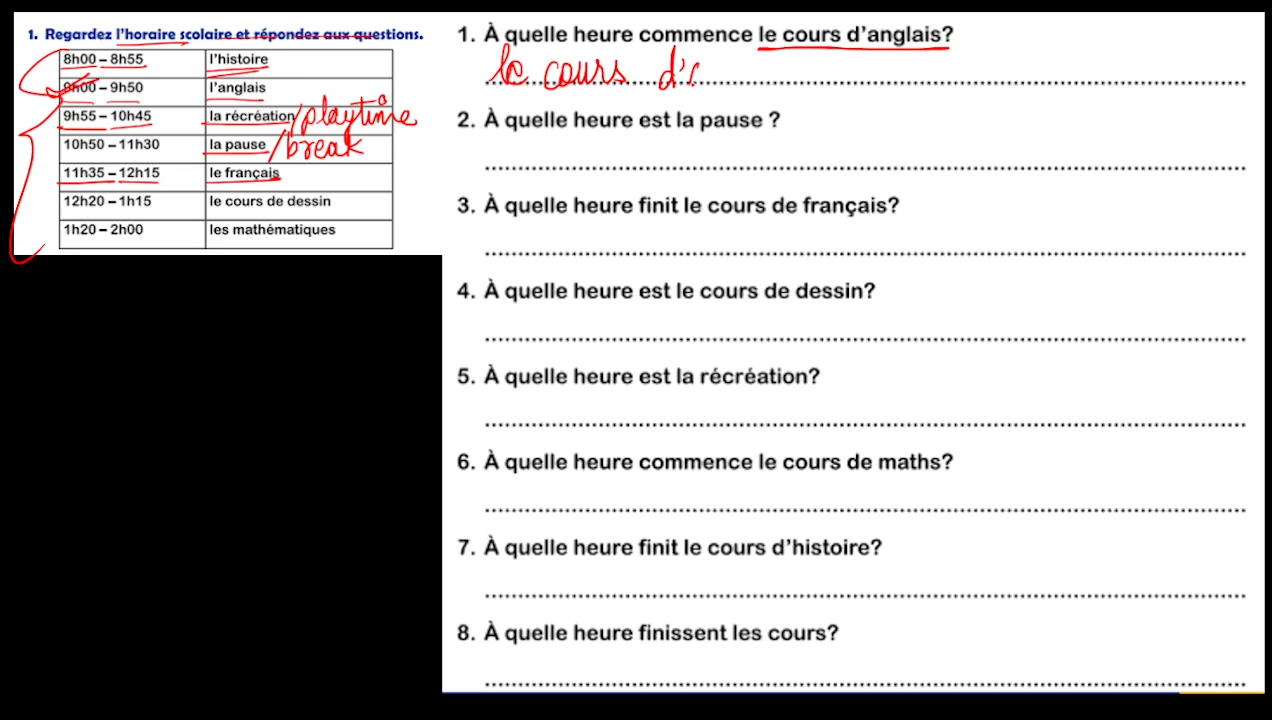 1. Regardez l'horaire scolaire et répondez aux questions.
8h00 – 8h55 l'histoire
9h00 – 9h50 l'anglais
9h55 – 10h45 la récréation /playtime
10h50 – 11h30 la pause /break
11h35 – 12h15 le français
12h20 – 1h15 le cours de dessin
1h20 – 2h00 les mathématiques
1. À quelle heure commence le cours d'anglais?
le cours d'
2. À quelle heure est la pause ?
3. À quelle heure finit le cours de français?
4. À quelle heure est le cours de dessin?
5. À quelle heure est la récréation?
6. À quelle heure commence le cours de maths?
7. À quelle heure finit le cours d'histoire?
8. À quelle heure finissent les cours?